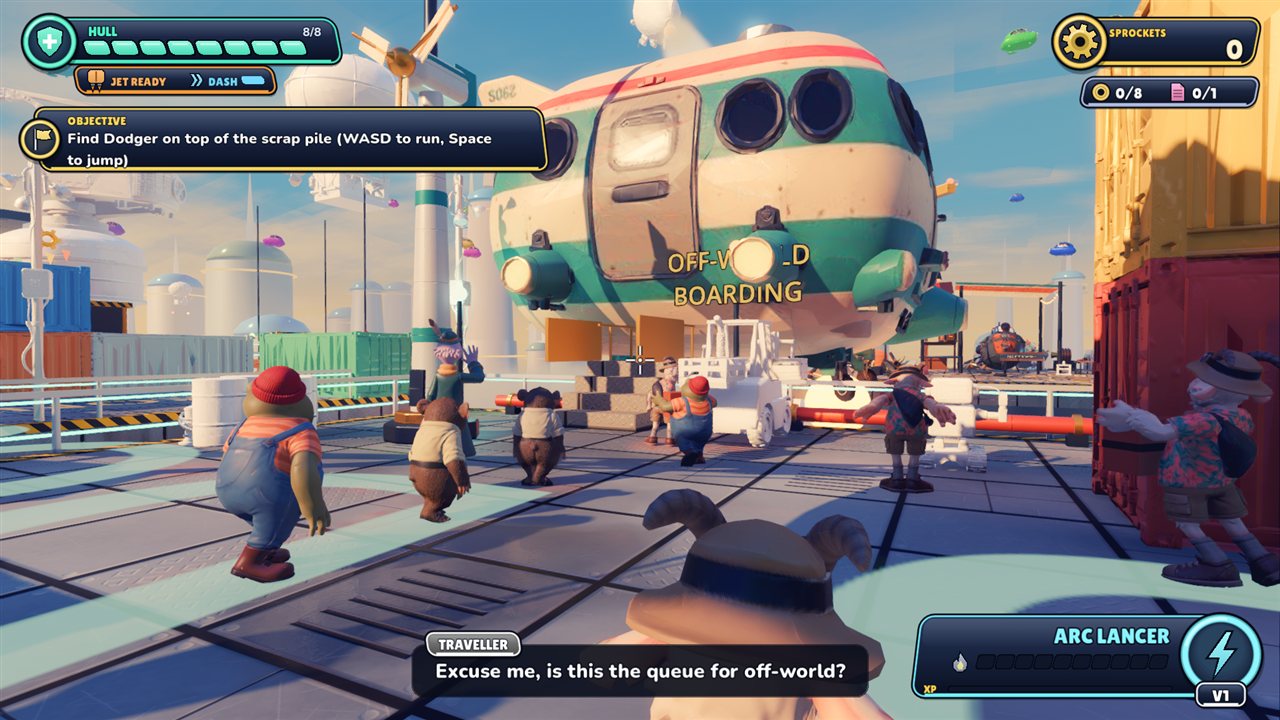 HULL
8/8
JET READY
DASH
OBJECTIVE
Find Dodger on top of the scrap pile (WASD to run, Space
to jump)
SPROCKETS
0
0/8
0/1
OFF-W
LD
BOARDING
TRAVELLER
Excuse me, is this the queue for off-world?
ARC LANCER
XP
V1